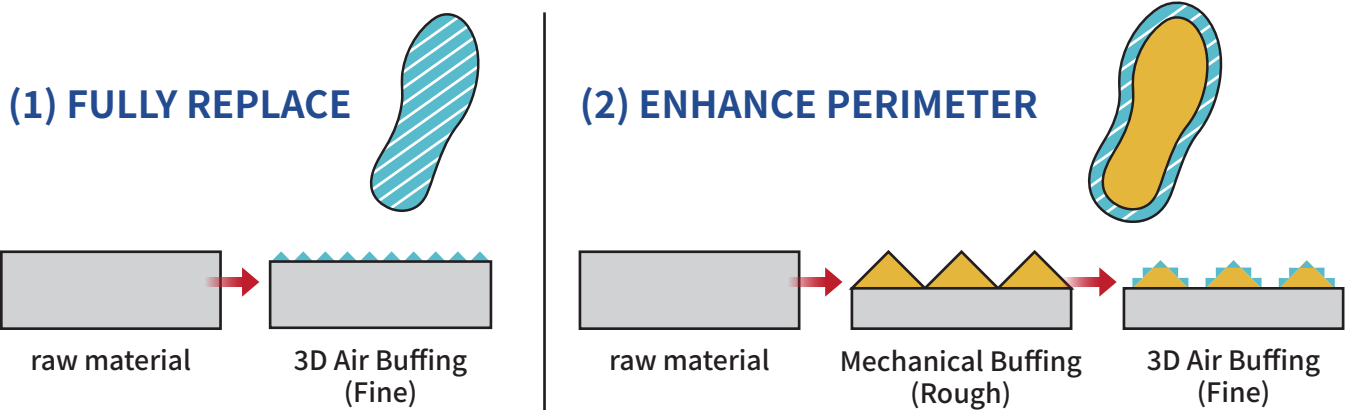 (1) FULLY REPLACE
raw material
3D Air Buffing
(Fine)
(2) ENHANCE PERIMETER
raw material
Mechanical Buffing
(Rough)
3D Air Buffing
(Fine)